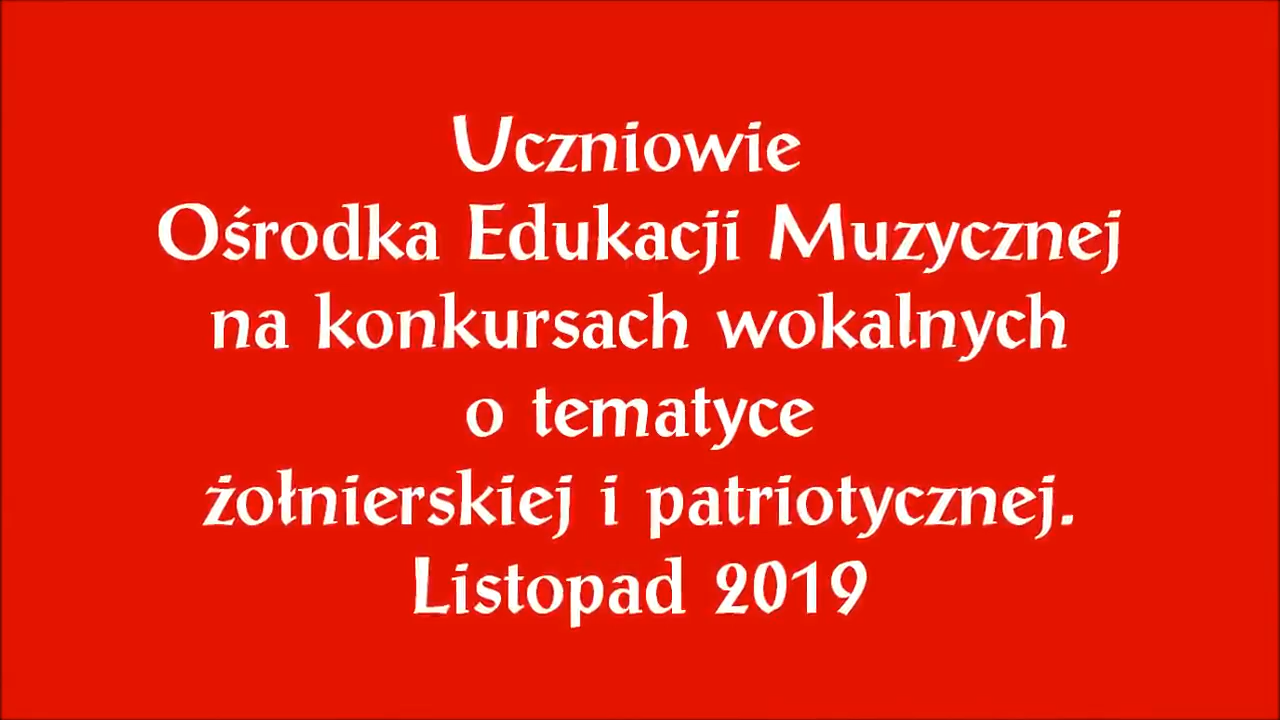 Uczniowie
Ośrodka Edukacji Muzycznej
na konkursach wokalnych
o tematyce
żołnierskiej i patriotycznej.
Listopad 2019